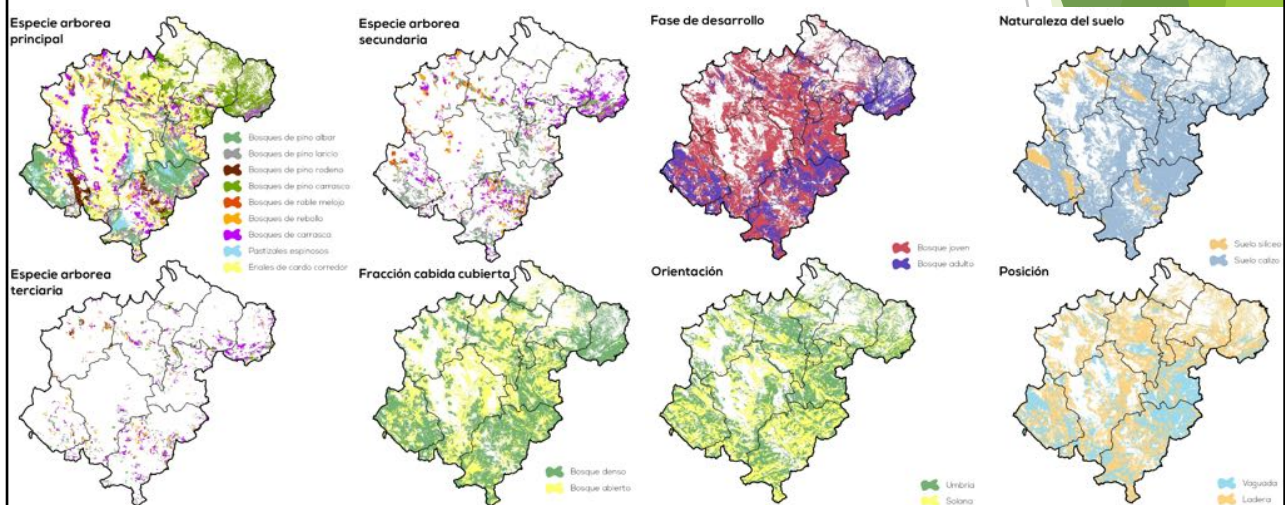 Especie arborea
principal
Bosques de pino albar
Bosques de pino laricio
Bosques de pino rodeno
Bosques de pino carrasco
Bosques de roble melojo
Bosques de rebollo
Bosques de carrasca
Pastizales espinosos
Eriales de cardo corredor
Especie arborea
secundaria
Fase de desarrollo
Bosque joven
Bosque adulto
Naturaleza del suelo
Suelo silíceo
Suelo calizo
Especie arborea
terciaria
Fracción cabida cubierta
Bosque denso
Bosque abierto
Orientación
Umbría
Solana
Posición
Vaguada
Ladera